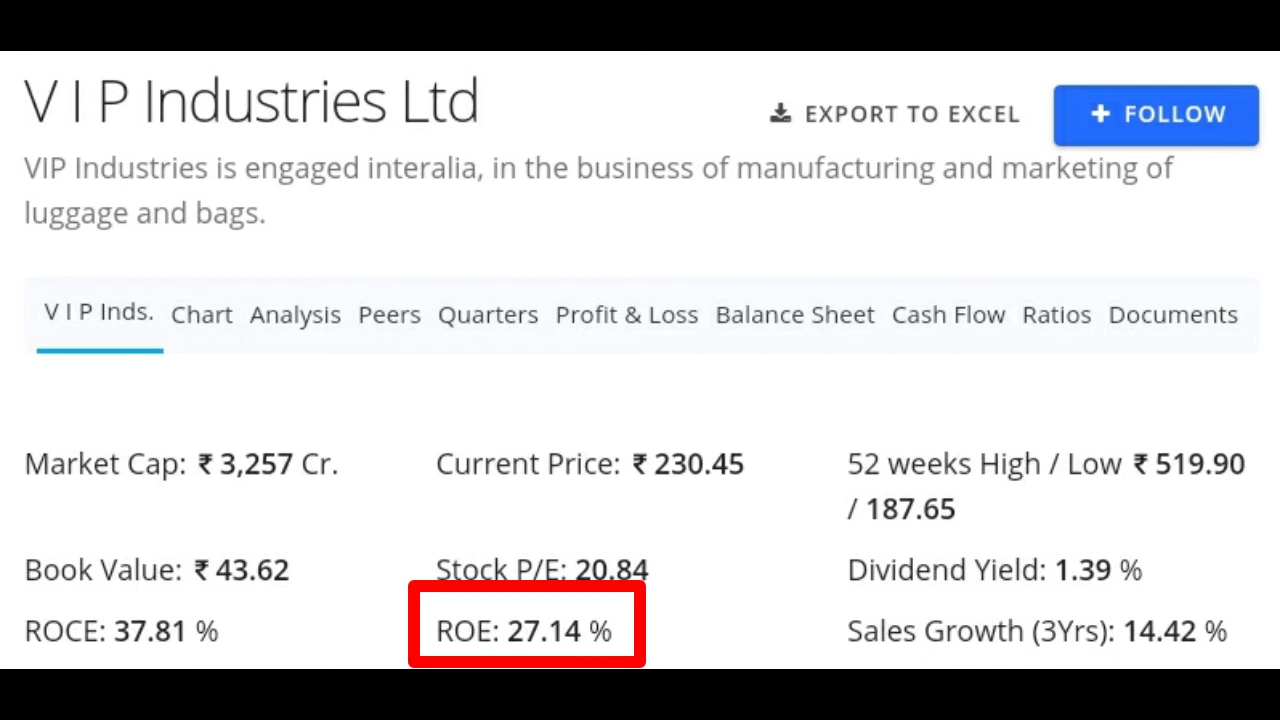 V I P Industries Ltd
EXPORT TO EXCEL
+ FOLLOW
VIP Industries is engaged interalia, in the business of manufacturing and marketing of
luggage and bags.
V I P Inds. Chart Analysis Peers Quarters Profit & Loss Balance Sheet Cash Flow Ratios Documents
Market Cap: ₹ 3,257 Cr.
Current Price: ₹ 230.45
52 weeks High / Low ₹ 519.90
/ 187.65
Book Value: ₹ 43.62
Stock P/E: 20.84
Dividend Yield: 1.39 %
ROCE: 37.81 %
ROE: 27.14 %
Sales Growth (3Yrs): 14.42 %